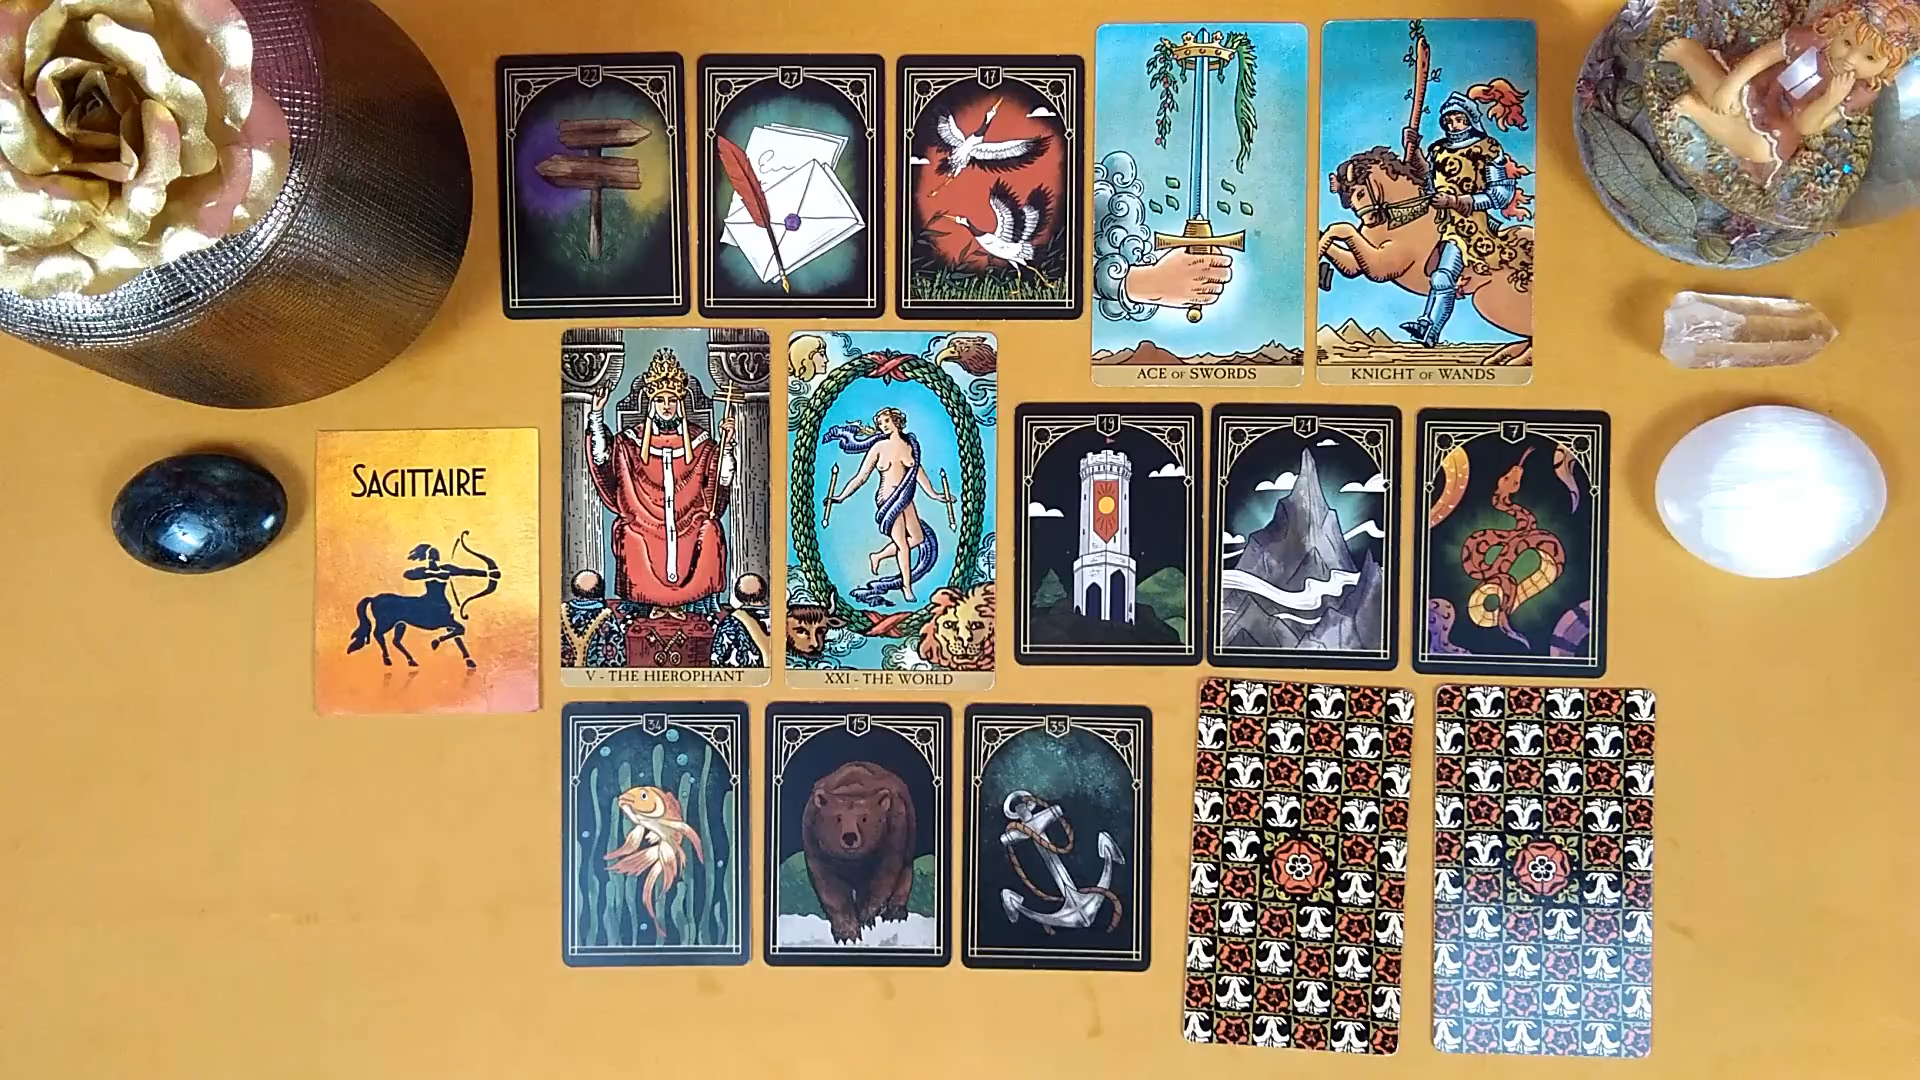 22
27
17
ACE OF SWORDS
KNIGHT OF WANDS
SAGITTAIRE
V - THE HIEROPHANT
XXI - THE WORLD
19
21
7
34
15
35